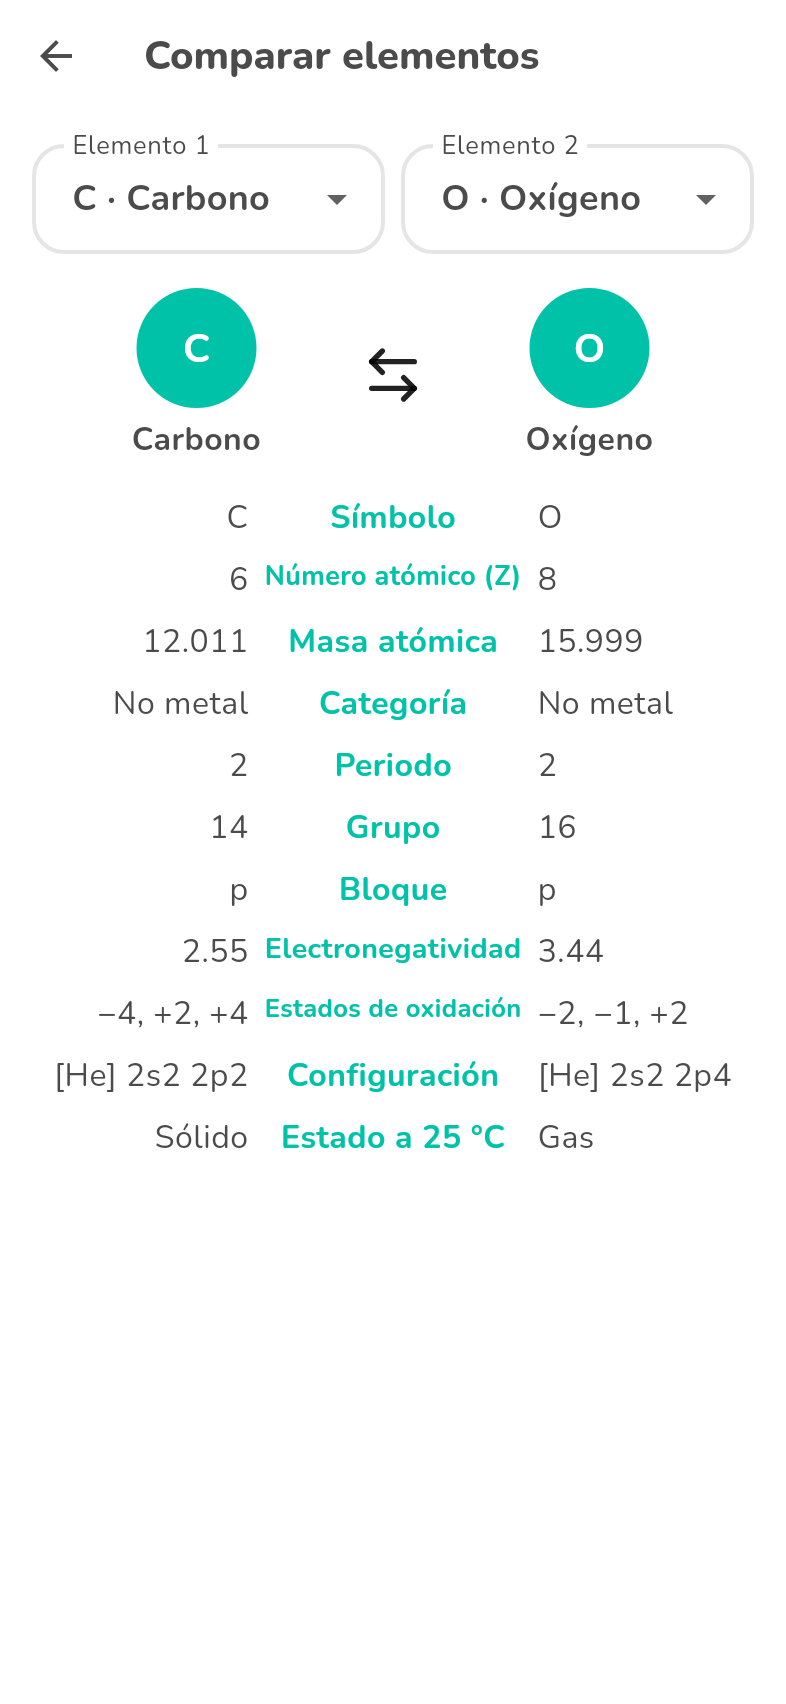 Comparar elementos
Elemento 1 Elemento 2
C · Carbono O · Oxígeno
C O
Carbono Oxígeno
C Símbolo O
6 Número atómico (Z) 8
12.011 Masa atómica 15.999
No metal Categoría No metal
2 Periodo 2
14 Grupo 16
p Bloque p
2.55 Electronegatividad 3.44
−4, +2, +4 Estados de oxidación −2, −1, +2
[He] 2s2 2p2 Configuración [He] 2s2 2p4
Sólido Estado a 25 °C Gas